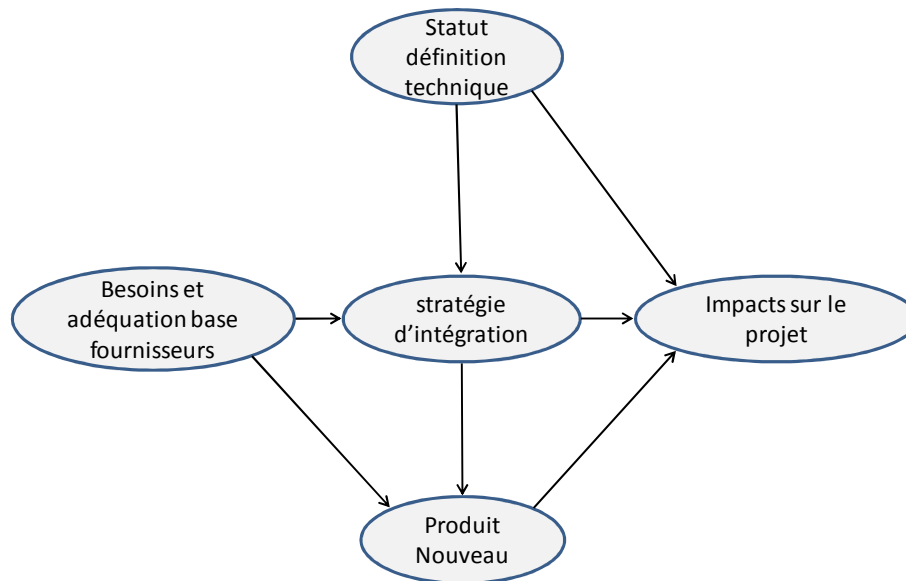 Statut
définition
technique
Besoins et
adéquation base
fournisseurs
stratégie
d’intégration
Impacts sur le
projet
Produit
Nouveau